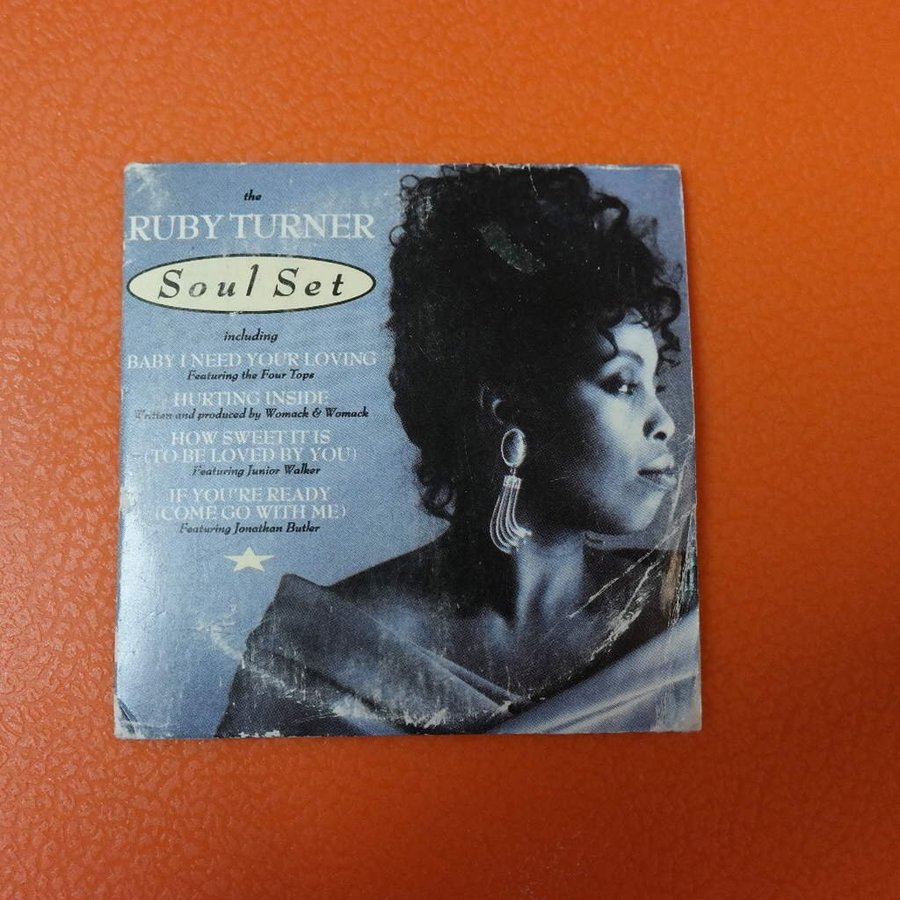 the
RUBY TURNER
Soul Set
including
BABY I NEED YOUR LOVING
Featuring the Four Tops
HURTING INSIDE
Written and produced by Womack & Womack
HOW SWEET IT IS
(TO BE LOVED BY YOU)
Featuring Junior Walker
IF YOU'RE READY
(COME GO WITH ME)
Featuring Jonathan Butler